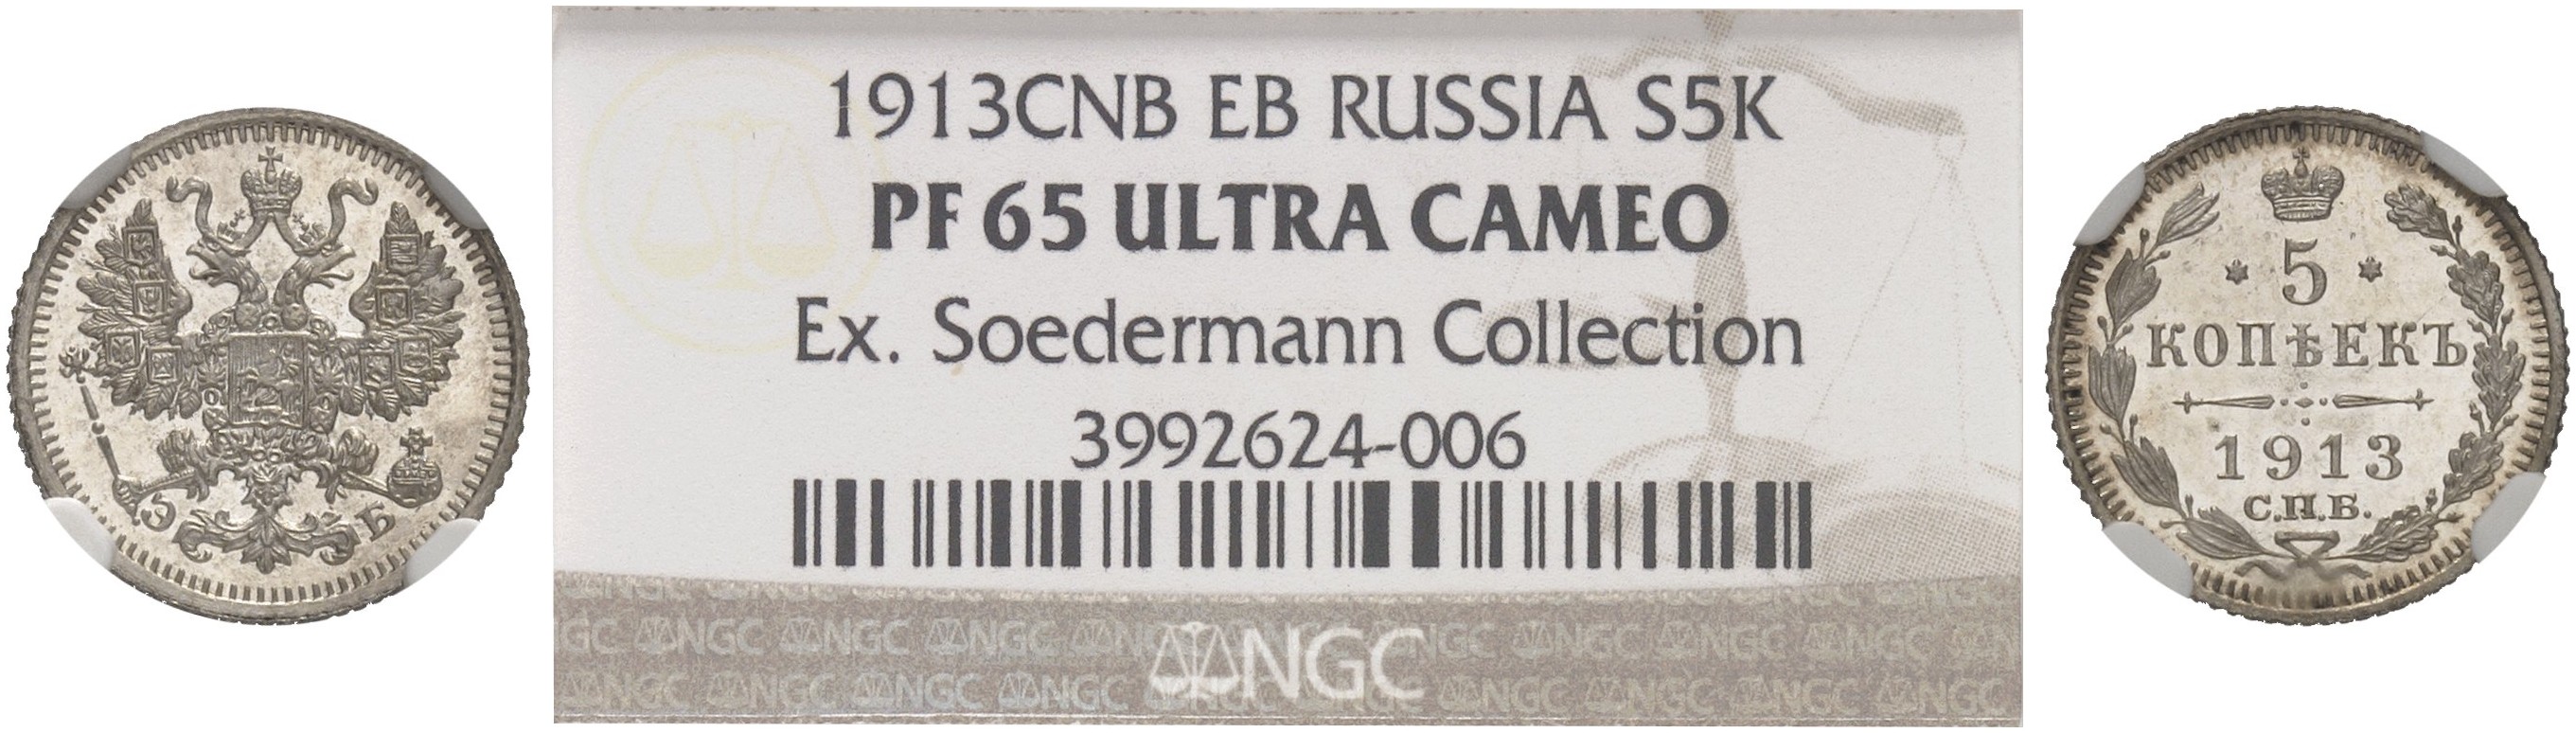 Э Б
1913CNB EB RUSSIA S5K
PF 65 ULTRA CAMEO
Ex. Soedermann Collection
3992624-006
NGC
5
КОПѢЕКЪ
1913
С.П.Б.